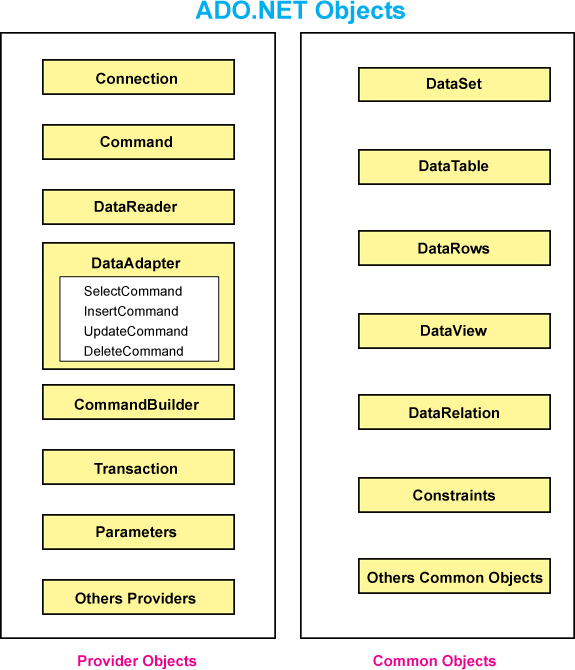 ADO.NET Objects
Connection
Command
DataReader
DataAdapter
SelectCommand
InsertCommand
UpdateCommand
DeleteCommand
CommandBuilder
Transaction
Parameters
Others Providers
Provider Objects
DataSet
DataTable
DataRows
DataView
DataRelation
Constraints
Others Common Objects
Common Objects